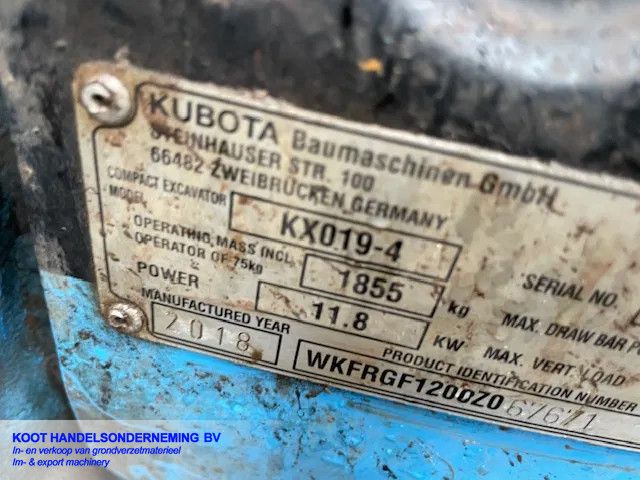 KUBOTA Baumaschinen GmbH
STEINHAUSER STR. 100
66482 ZWEIBRÜCKEN, GERMANY
COMPACT EXCAVATOR
MODEL KX019-4
OPERATING MASS INCL.
OPERATOR OF 75kg 1855 kg
POWER 11.8 KW
MANUFACTURED YEAR
2018
SERIAL NO.
MAX. DRAW BAR
MAX. VERT. LOAD
PRODUCT IDENTIFICATION NUMBER
WKFRGF1200Z067671
KOOT HANDELSONDERNEMING BV
In- en verkoop van grondverzetmaterieel
Im- & export machinery